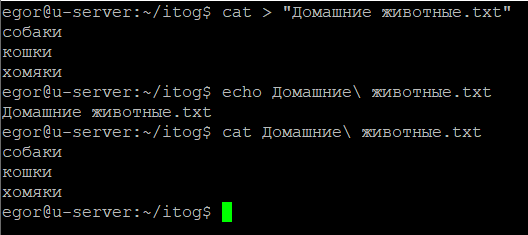 egor@u-server:~/itog$ cat > "Домашние животные.txt"
собаки
кошки
хомяки
egor@u-server:~/itog$ echo Домашние\ животные.txt
Домашние животные.txt
egor@u-server:~/itog$ cat Домашние\ животные.txt
собаки
кошки
хомяки
egor@u-server:~/itog$